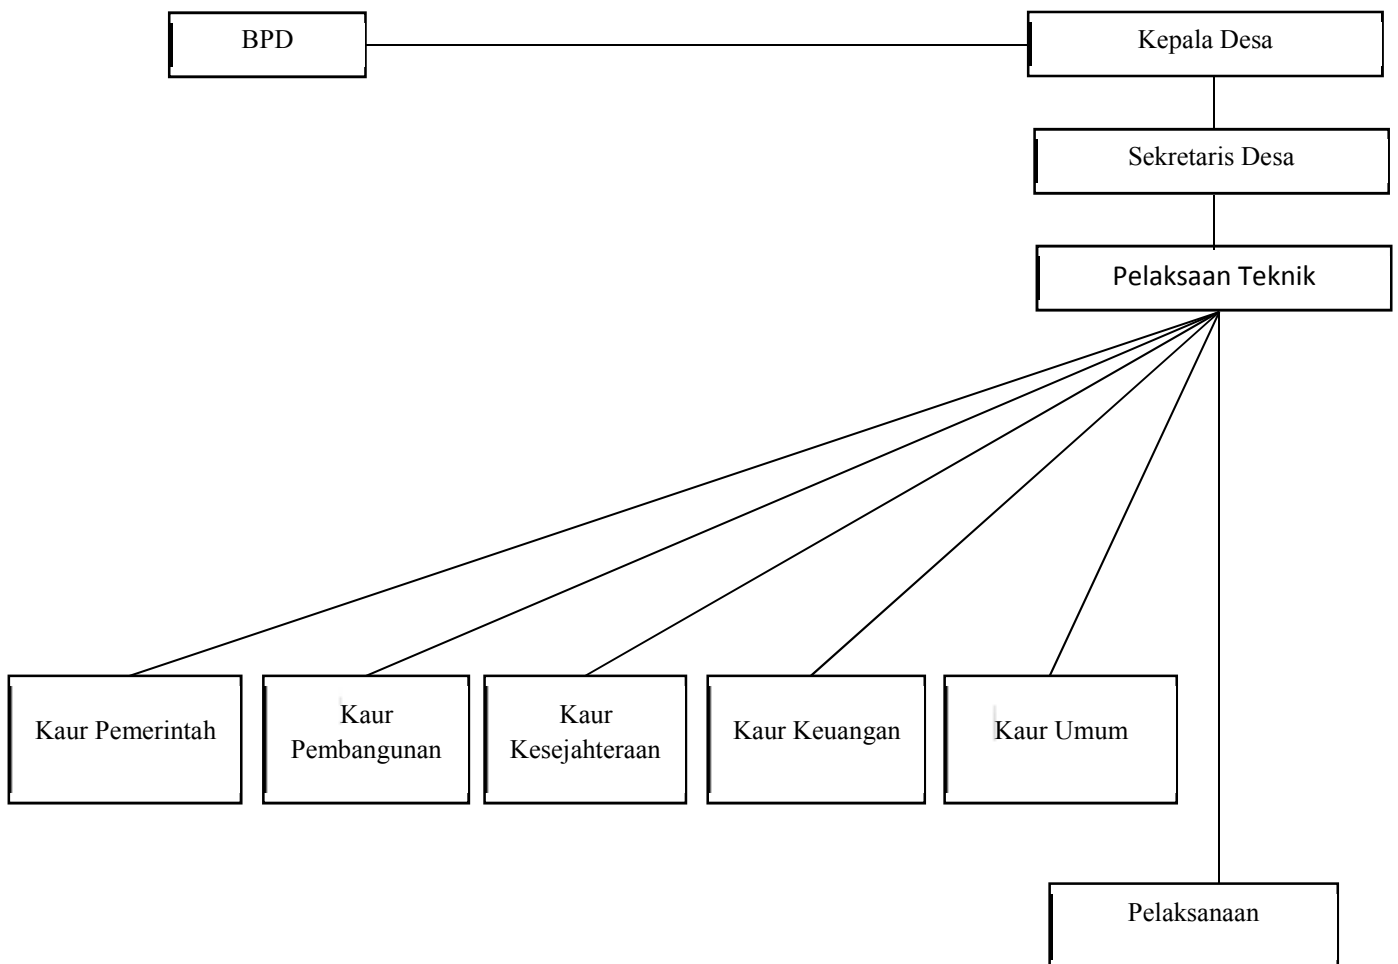 BPD
Kepala Desa
Sekretaris Desa
Pelaksaan Teknik
Kaur Pemerintah
Kaur
Pembangunan
Kaur
Kesejahteraan
Kaur Keuangan
Kaur Umum
Pelaksanaan